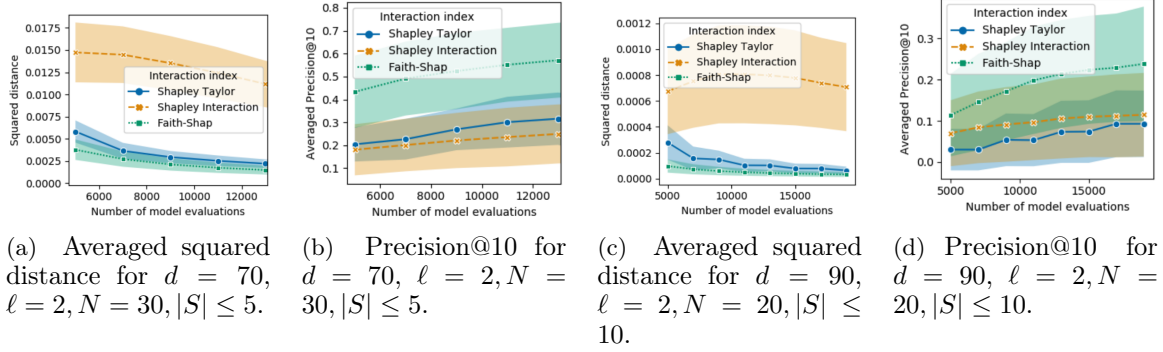 0.0175
0.0150
0.0125
0.0100
0.0075
0.0050
0.0025
0.0000
Squared distance
Interaction index
Shapley Taylor
Shapley Interaction
Faith-Shap
6000 8000 10000 12000
Number of model evaluations
0.8
0.7
0.6
0.5
0.4
0.3
0.2
0.1
Averaged Precision@10
Interaction index
Shapley Taylor
Shapley Interaction
Faith-Shap
6000 8000 10000 12000
Number of model evaluations
0.0012
0.0010
0.0008
0.0006
0.0004
0.0002
0.0000
Squared distance
Interaction index
Shapley Taylor
Shapley Interaction
Faith-Shap
5000 10000 15000
Number of model evaluations
0.3
0.2
0.1
0.0
Averaged Precision@10
Interaction index
Shapley Taylor
Shapley Interaction
Faith-Shap
5000 10000 15000
Number of model evaluations
(a) Averaged squared
distance for d = 70,
ℓ = 2, N = 30, |S| ≤ 5.
(b) Precision@10 for
d = 70, ℓ = 2, N =
30, |S| ≤ 5.
(c) Averaged squared
distance for d = 90,
ℓ = 2, N = 20, |S| ≤
10.
(d) Precision@10 for
d = 90, ℓ = 2, N =
20, |S| ≤ 10.